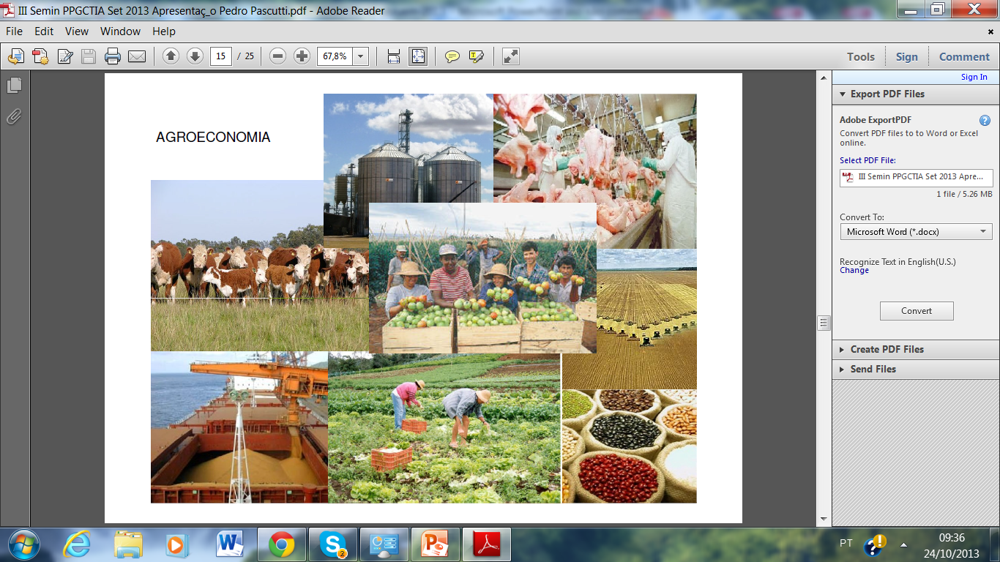 III Semin PPGCTIA Set 2013 Apresentaç_o Pedro Pascutti.pdf - Adobe Reader
File Edit View Window Help
15 / 25 67,8% Tools Sign Comment
Sign In
Export PDF Files
Adobe ExportPDF
Convert PDF files to to Word or Excel
online.
Select PDF File:
III Semin PPGCTIA Set 2013 Apre...
1 file / 5.26 MB
Convert To:
Microsoft Word (*.docx)
Recognize Text in English(U.S.)
Change
Convert
Create PDF Files
Send Files
AGROECONOMIA
2
PT
09:36
24/10/2013